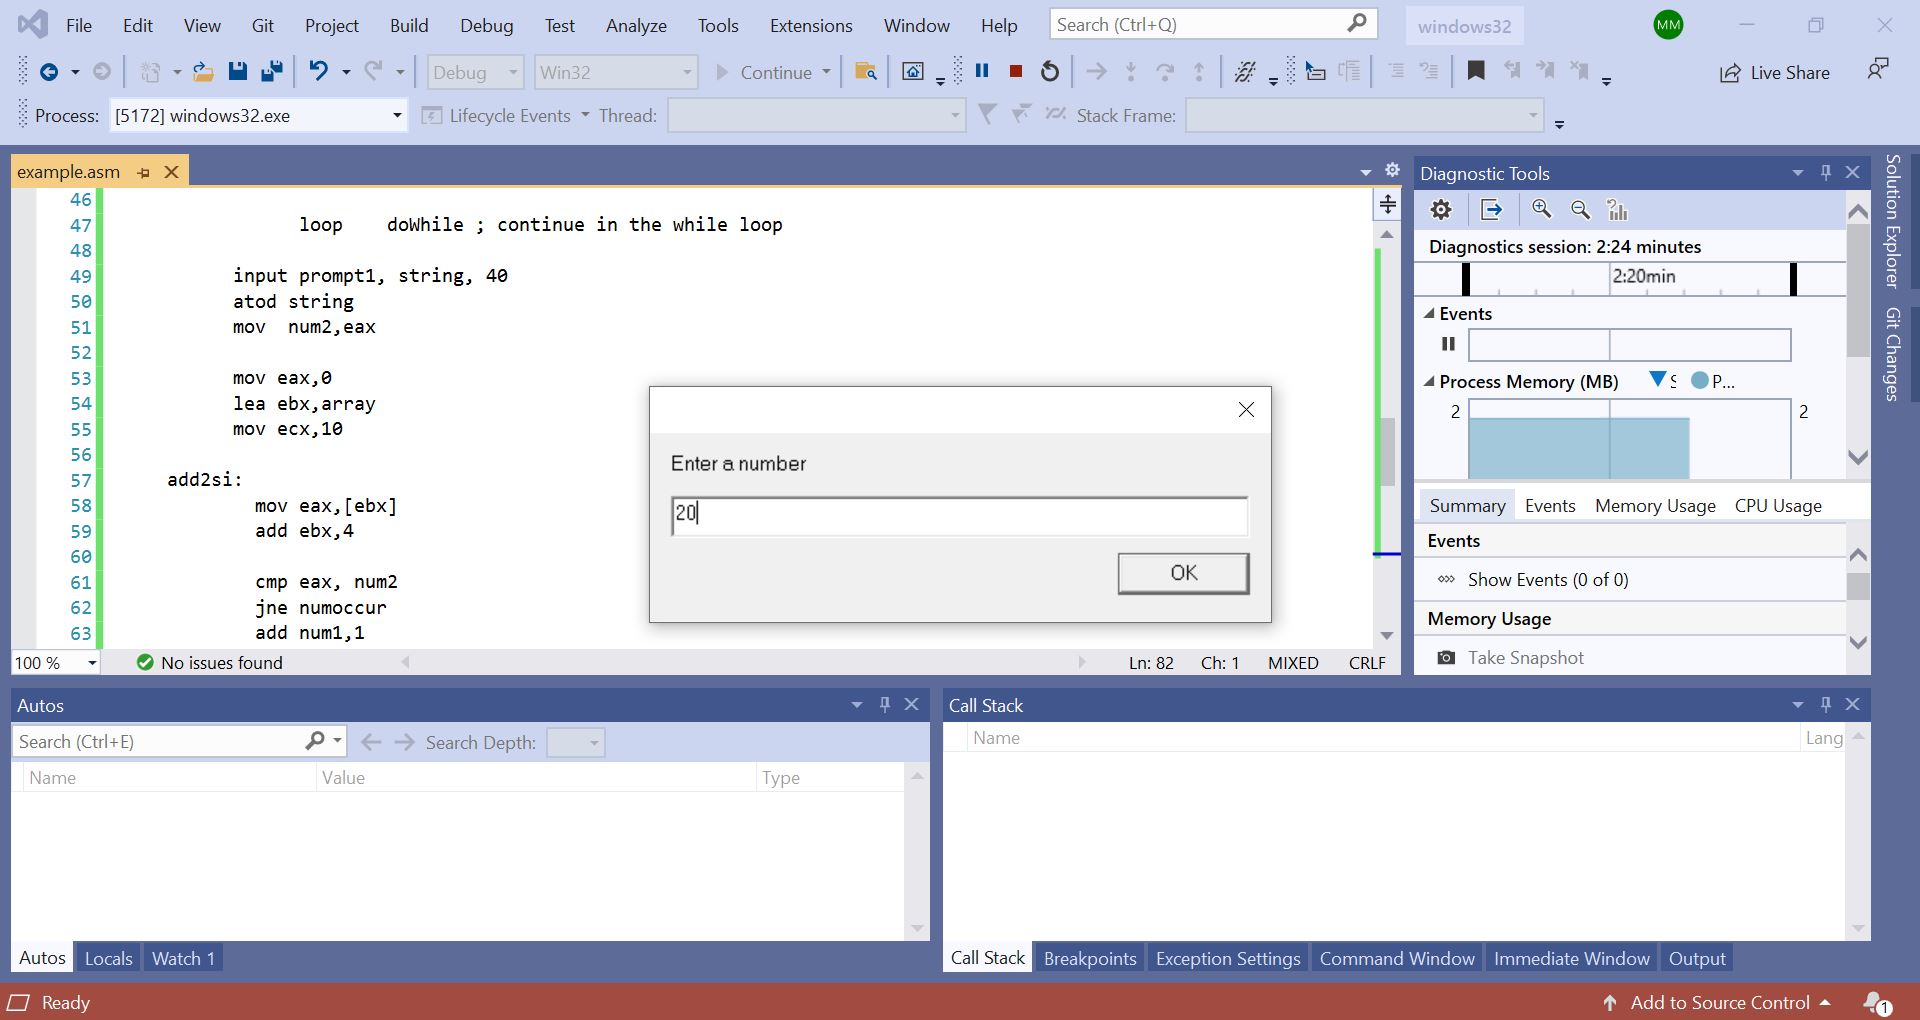 File Edit View Git Project Build Debug Test Analyze Tools Extensions Window Help Search (Ctrl+Q) windows32 MM
Debug Win32 Continue Live Share
Process: [5172] windows32.exe Lifecycle Events Thread: Stack Frame:
example.asm
46
47 loop doWhile ; continue in the while loop
48
49 input prompt1, string, 40
50 atod string
51 mov num2,eax
52
53 mov eax,0
54 lea ebx,array
55 mov ecx,10
56
57 add2si:
58 mov eax,[ebx]
59 add ebx,4
60
61 cmp eax, num2
62 jne numoccur
63 add num1,1
100 % No issues found Ln: 82 Ch: 1 MIXED CRLF
Enter a number
20
OK
Diagnostic Tools
Diagnostics session: 2:24 minutes
2:20min
Events
Process Memory (MB) S P...
2 2
Summary Events Memory Usage CPU Usage
Events
Show Events (0 of 0)
Memory Usage
Take Snapshot
Solution Explorer
Git Changes
Autos
Search (Ctrl+E) Search Depth:
Name Value Type
Autos Locals Watch 1
Call Stack
Name Lang
Call Stack Breakpoints Exception Settings Command Window Immediate Window Output
Ready Add to Source Control 1